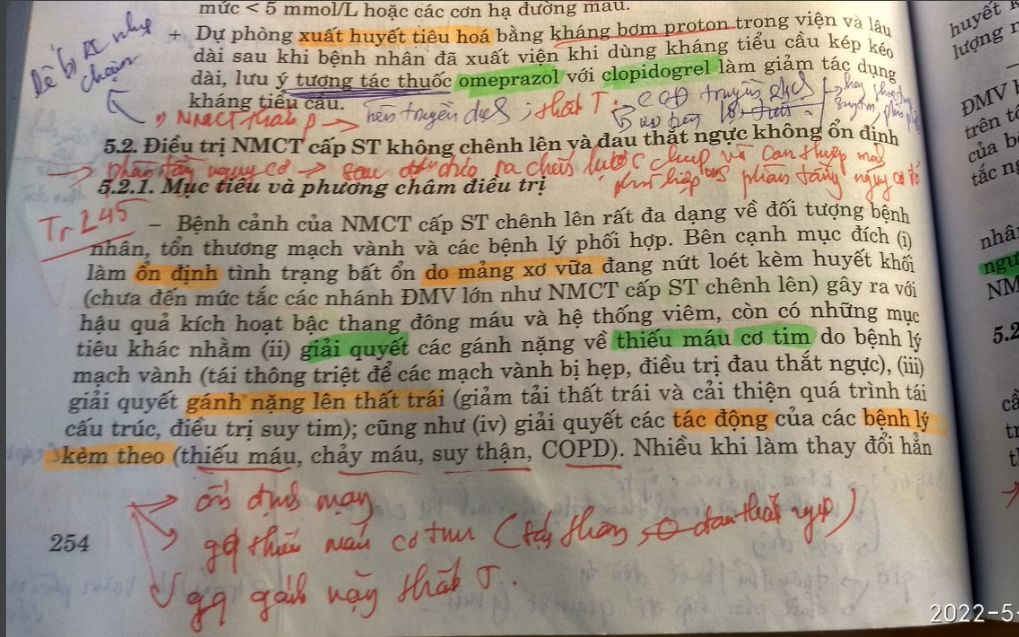 mức < 5 mmol/L hoặc các cơn hạ đường máu.
+ Dự phòng xuất huyết tiêu hoá bằng kháng bơm proton trong viện và lâu
dài sau khi bệnh nhân đã xuất viện khi dùng kháng tiểu cầu kép kéo
dài, lưu ý tương tác thuốc omeprazol với clopidogrel làm giảm tác dụng
kháng tiểu cầu.
Dễ bị
chậm
NMCT thất P → nên truyền dịch; thất T.
5.2. Điều trị NMCT cấp ST không chênh lên và đau thắt ngực không ổn định
→ phân tầng nguy cơ → sau đó ra chiến lược chụp và can thiệp mạch
phù hợp phân tầng nguy cơ
5.2.1. Mục tiêu và phương châm điều trị
Tr 245
– Bệnh cảnh của NMCT cấp ST chênh lên rất đa dạng về đối tượng bệnh
nhân, tổn thương mạch vành và các bệnh lý phối hợp. Bên cạnh mục đích (i)
làm ổn định tình trạng bất ổn do mảng xơ vữa đang nứt loét kèm huyết khối
(chưa đến mức tắc các nhánh ĐMV lớn như NMCT cấp ST chênh lên) gây ra với
hậu quả kích hoạt bậc thang đông máu và hệ thống viêm, còn có những mục
tiêu khác nhằm (ii) giải quyết các gánh nặng về thiếu máu cơ tim do bệnh lý
mạch vành (tái thông triệt để các mạch vành bị hẹp, điều trị đau thắt ngực), (iii)
giải quyết gánh nặng lên thất trái (giảm tải thất trái và cải thiện quá trình tái
cấu trúc, điều trị suy tim); cũng như (iv) giải quyết các tác động của các bệnh lý
kèm theo (thiếu máu, chảy máu, suy thận, COPD). Nhiều khi làm thay đổi hẳn
ổn định mảng
gq thiếu máu cơ tim (tái thông, đau thắt ngực)
gq gánh nặng thất T.
254
huyết
lượng
ĐMV
trên
của
tắc
nhân
ngư
NM
5.2
2022-5-